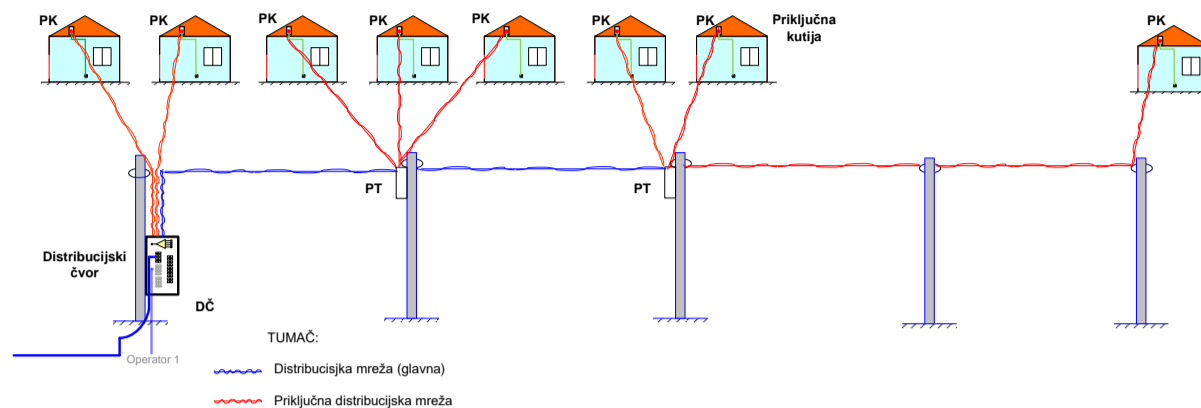 PK
PK
PK
PK
PK
PK
PK
Priključna
kutija
PK
PT
PT
Distribucijski
čvor
DČ
Operator 1
TUMAČ:
Distribucisjka mreža (glavna)
Priključna distribucijska mreža